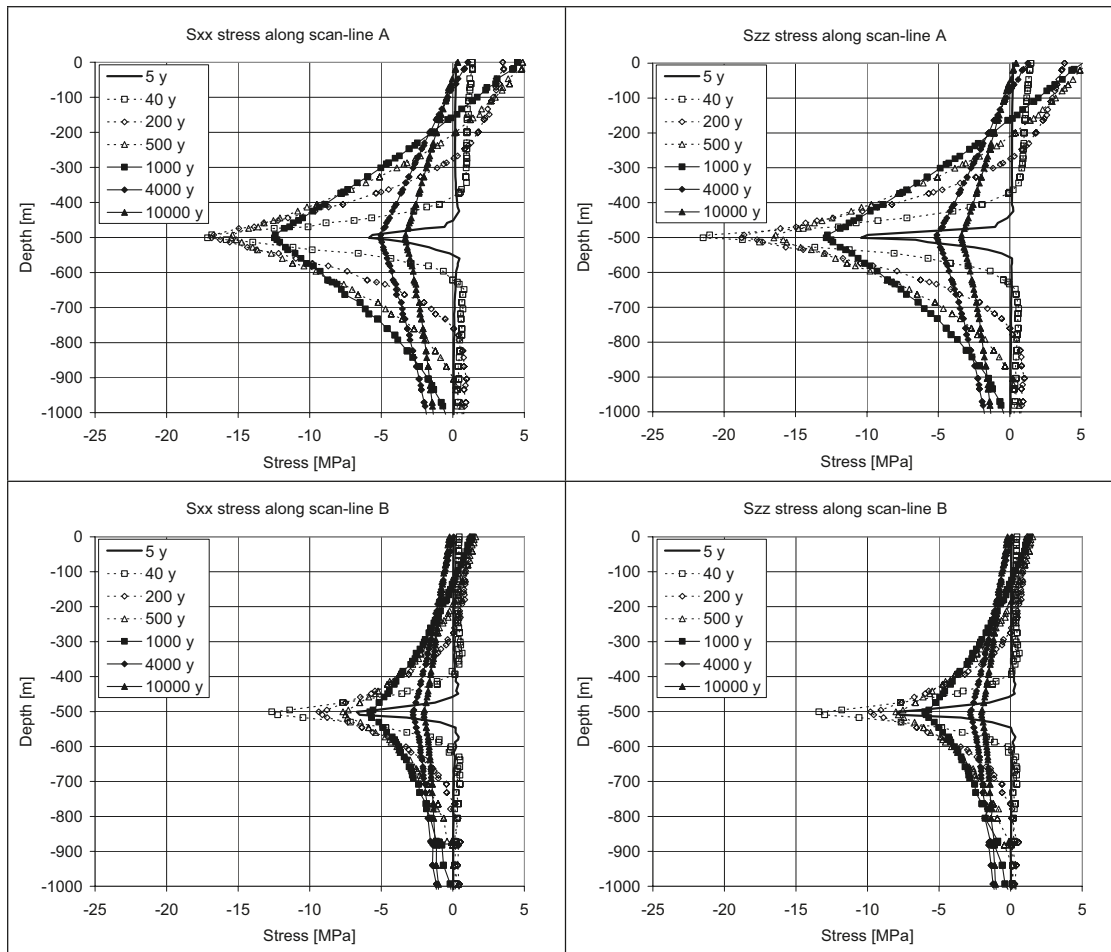 Sxx stress along scan-line A
0
-100
-200
-300
-400
-500
-600
-700
-800
-900
-1000
Depth [m]
5 y
40 y
200 y
500 y
1000 y
4000 y
10000 y
-25 -20 -15 -10 -5 0 5
Stress [MPa]
Szz stress along scan-line A
0
-100
-200
-300
-400
-500
-600
-700
-800
-900
-1000
Depth [m]
5 y
40 y
200 y
500 y
1000 y
4000 y
10000 y
-25 -20 -15 -10 -5 0 5
Stress [MPa]
Sxx stress along scan-line B
0
-100
-200
-300
-400
-500
-600
-700
-800
-900
-1000
Depth [m]
5 y
40 y
200 y
500 y
1000 y
4000 y
10000 y
-25 -20 -15 -10 -5 0 5
Stress [MPa]
Szz stress along scan-line B
0
-100
-200
-300
-400
-500
-600
-700
-800
-900
-1000
Depth [m]
5 y
40 y
200 y
500 y
1000 y
4000 y
10000 y
-25 -20 -15 -10 -5 0 5
Stress [MPa]